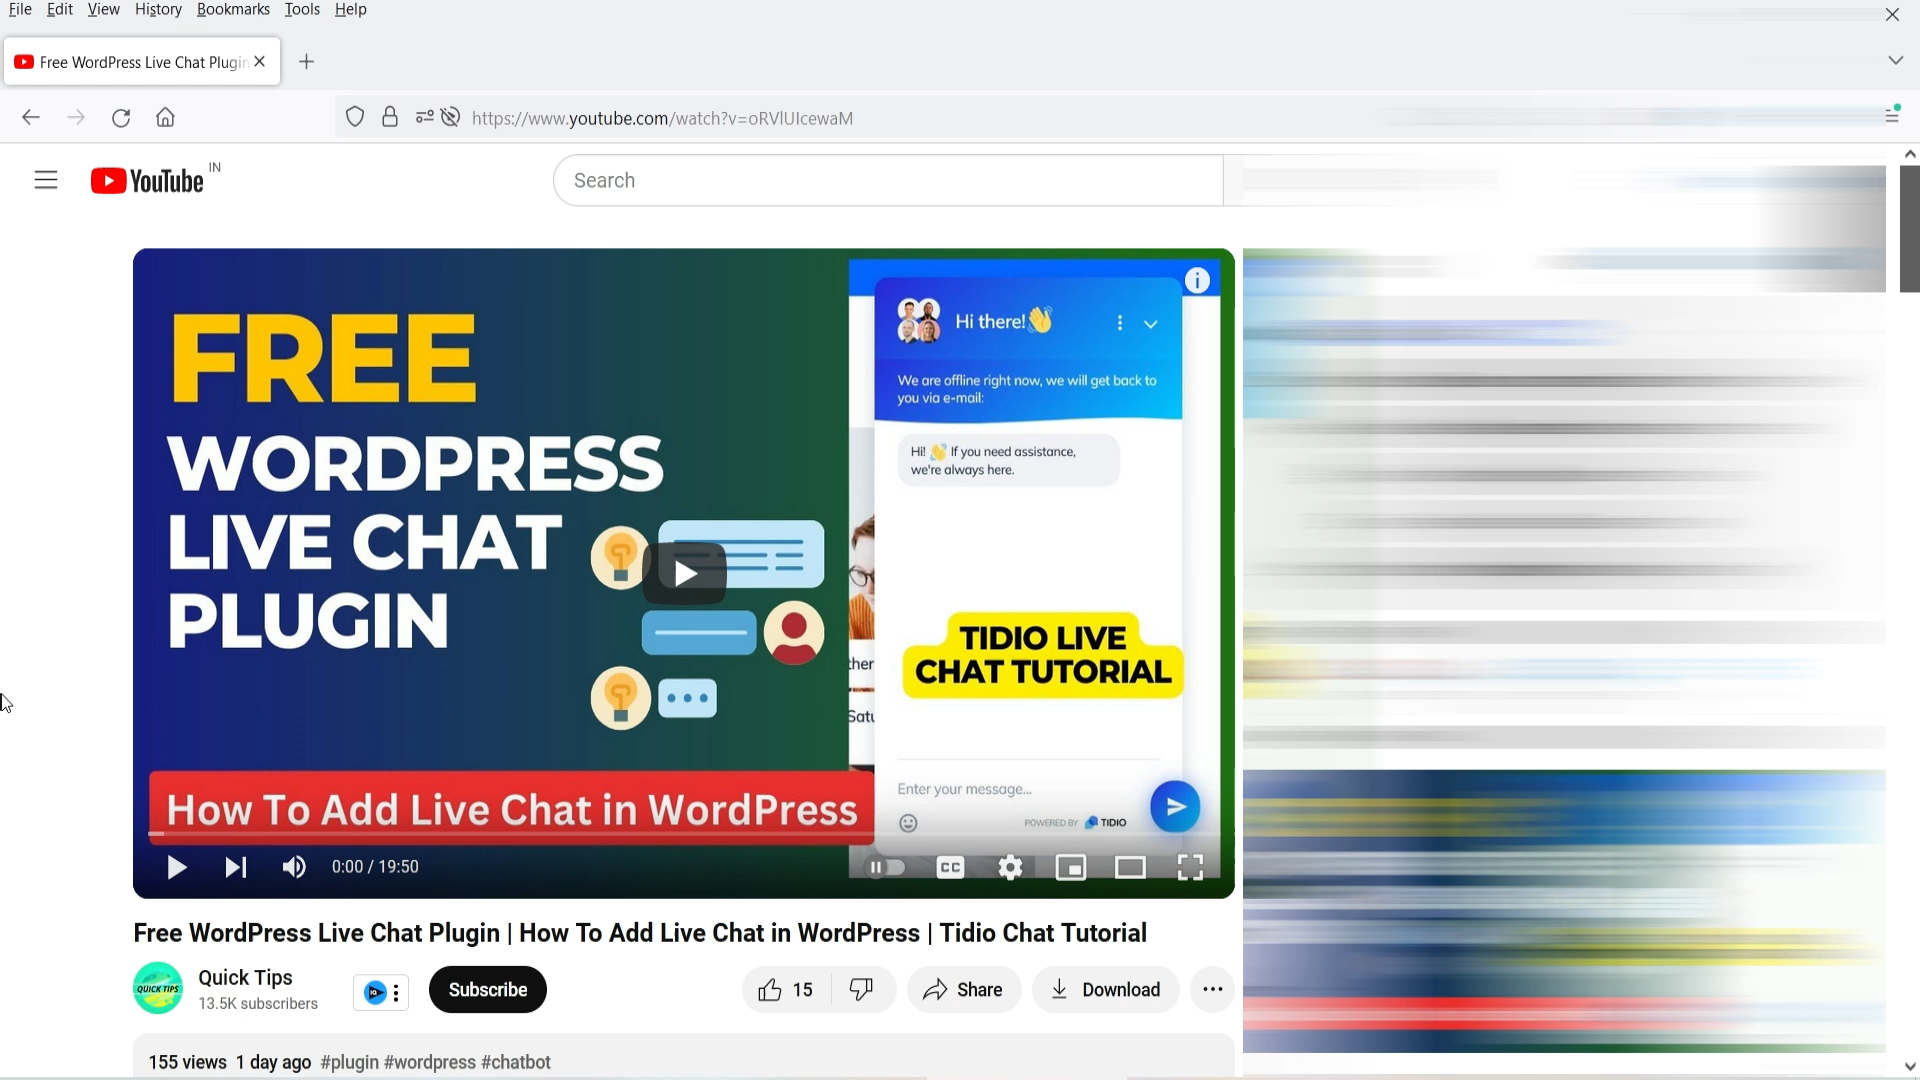 File Edit View History Bookmarks Tools Help
Free WordPress Live Chat Plugin
https://www.youtube.com/watch?v=oRVlUIcewaM
YouTube IN
Search
FREE
WORDPRESS
LIVE CHAT
PLUGIN
How To Add Live Chat in WordPress
Hi there!👋
We are offline right now, we will get back to
you via e-mail:
Hi! 👋 If you need assistance,
we're always here.
TIDIO LIVE
CHAT TUTORIAL
ther
Satu
Enter your message...
POWERED BY TIDIO
0:00 / 19:50
CC
Free WordPress Live Chat Plugin | How To Add Live Chat in WordPress | Tidio Chat Tutorial
QUICK TIPS
Quick Tips
13.5K subscribers
Subscribe
15
Share
Download
155 views 1 day ago #plugin #wordpress #chatbot